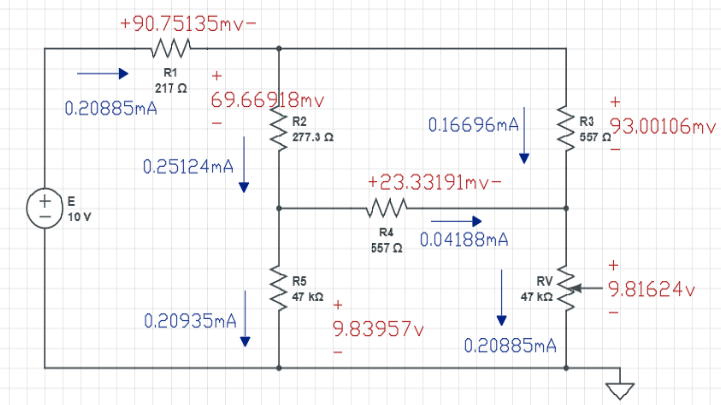 +90.75135mv-
R1
217 Ω
0.20885mA
+
69.66918mv
-
R2
277.3 Ω
0.25124mA
0.16696mA
R3
557 Ω
+
93.00106mv
-
+23.33191mv-
R4
557 Ω
0.04188mA
+
-
E
10 V
R5
47 kΩ
0.20935mA
+
9.83957v
-
RV
47 kΩ
+
9.81624v
-
0.20885mA